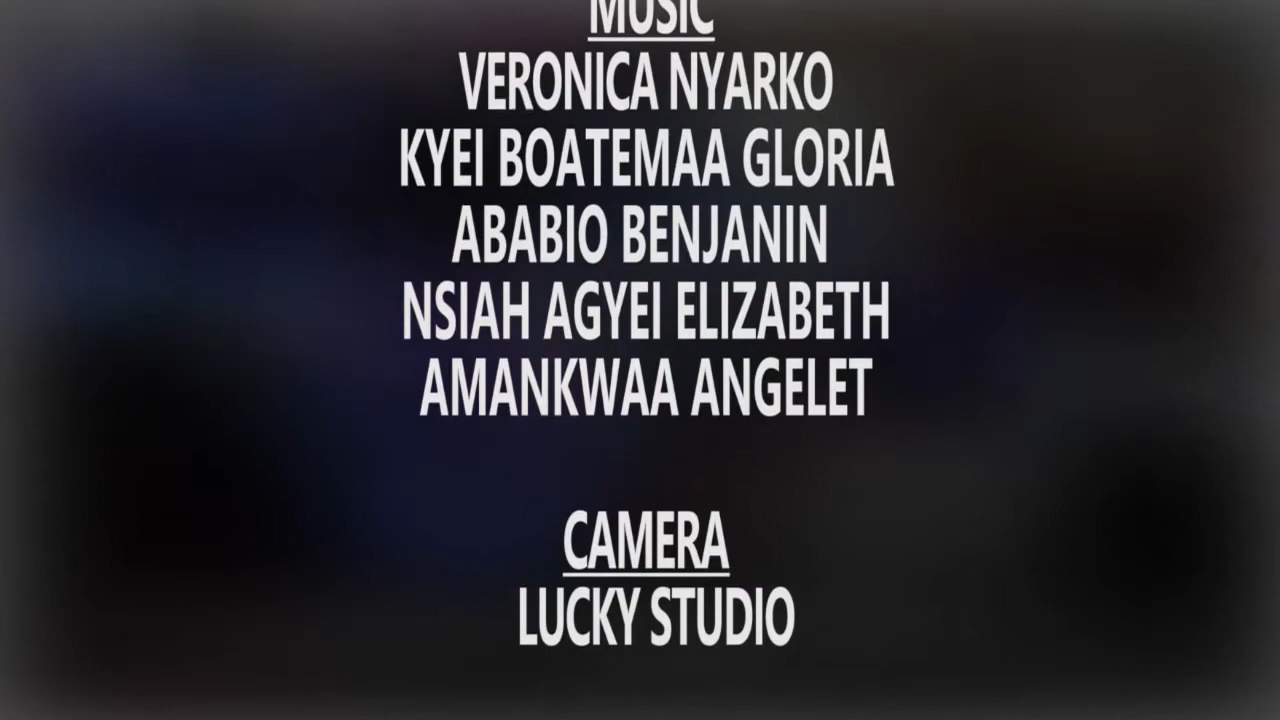 MUSIC
VERONICA NYARKO
KYEI BOATEMAA GLORIA
ABABIO BENJANIN
NSIAH AGYEI ELIZABETH
AMANKWAA ANGELET
CAMERA
LUCKY STUDIO